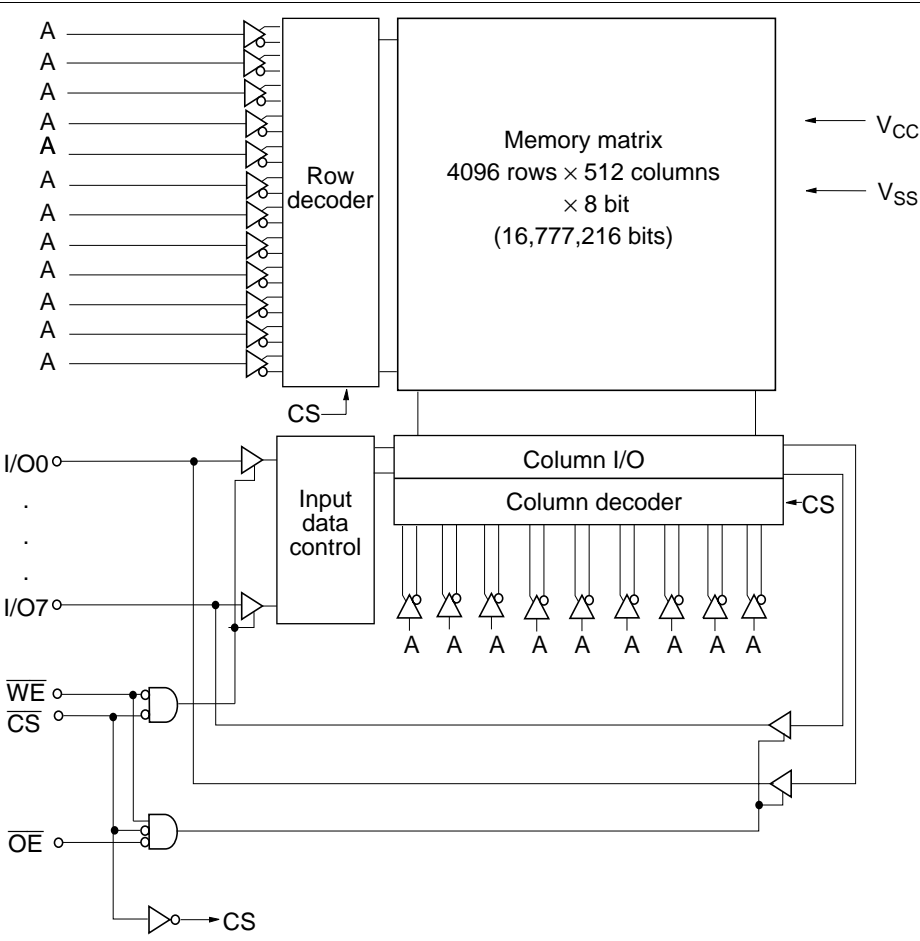 A
A
A
A
A
A
A
A
A
A
A
A
Row
decoder
Memory matrix
4096 rows × 512 columns
× 8 bit
(16,777,216 bits)
VCC
VSS
CS
I/O0
.
.
.
I/O7
Input
data
control
Column I/O
Column decoder
CS
A A A A A A A A A
WE
CS
OE
CS